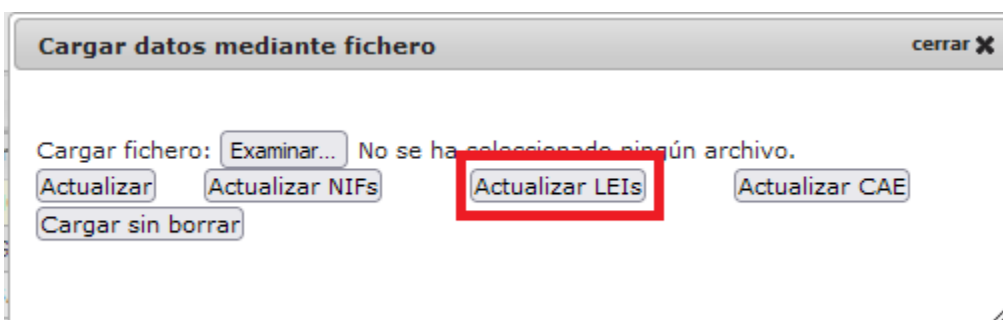 Cargar datos mediante fichero cerrar
Cargar fichero: Examinar... No se ha seleccionado ningún archivo.
Actualizar Actualizar NIFs Actualizar LEIs Actualizar CAE
Cargar sin borrar